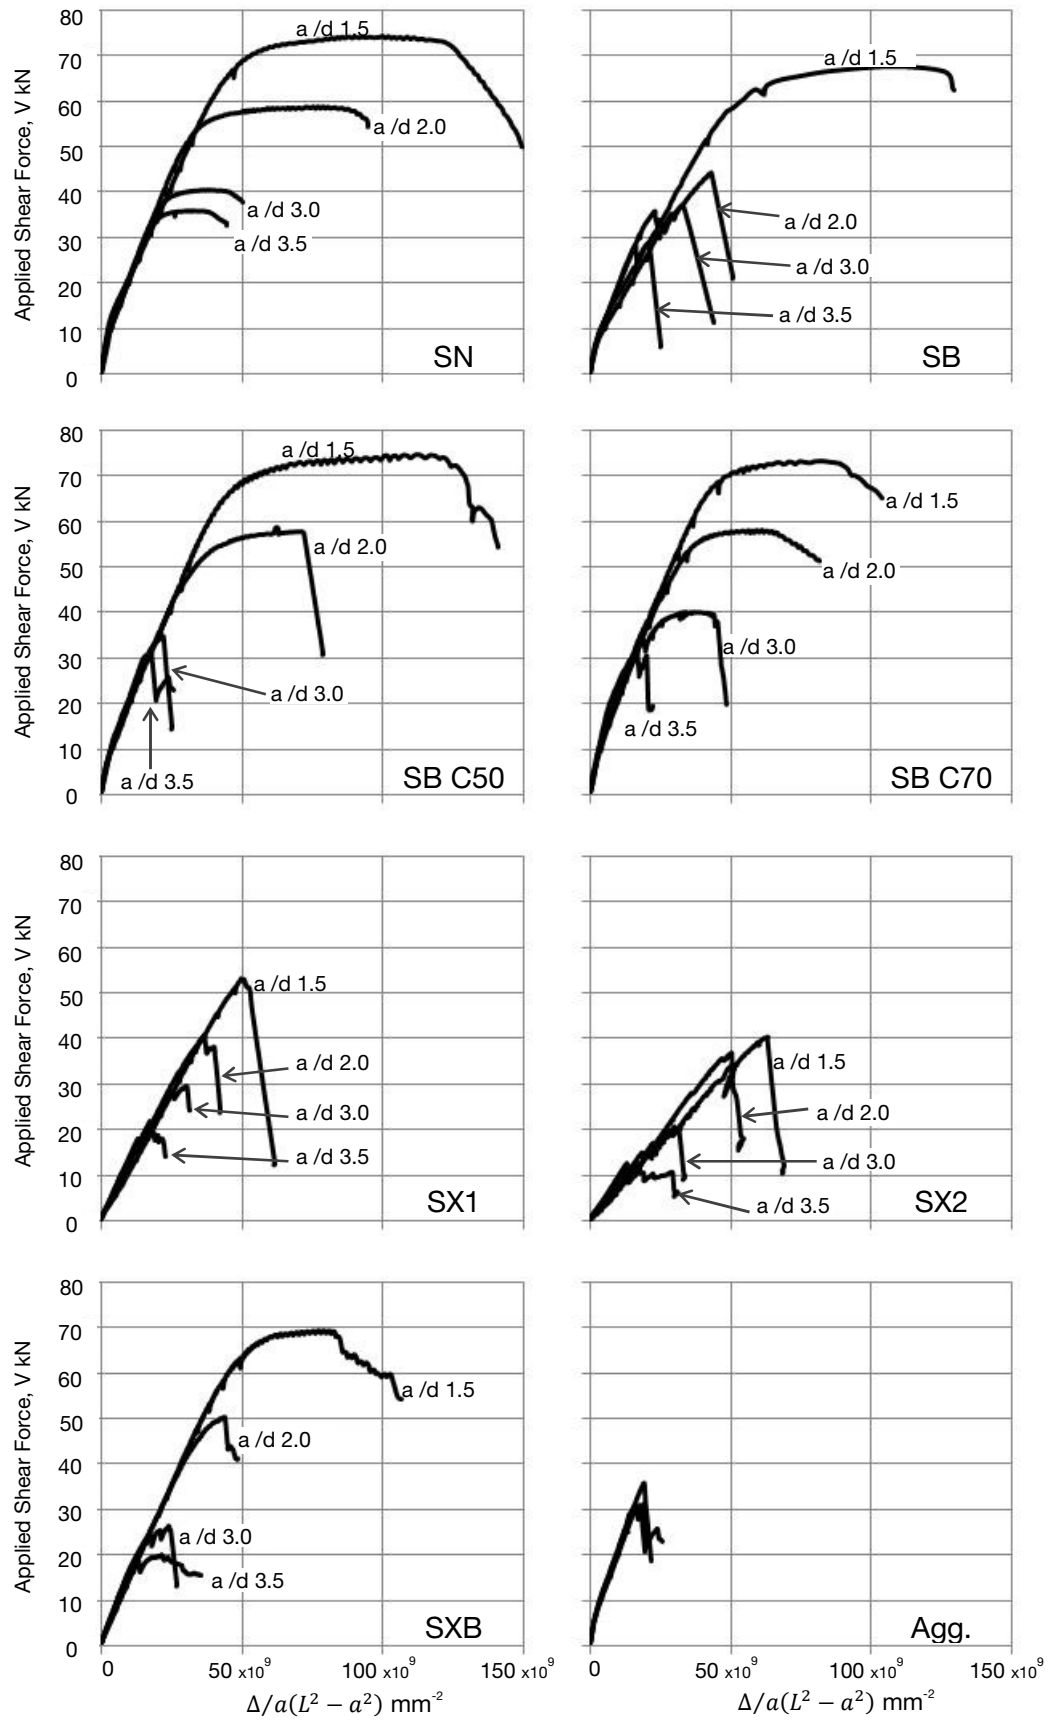 80
70
60
50
40
30
20
10
0
Applied Shear Force, V kN
a /d 1.5
a /d 2.0
a /d 3.0
a /d 3.5
SN
a /d 1.5
a /d 2.0
a /d 3.0
a /d 3.5
SB
80
70
60
50
40
30
20
10
0
Applied Shear Force, V kN
a /d 1.5
a /d 2.0
a /d 3.0
a /d 3.5
SB C50
a /d 1.5
a /d 2.0
a /d 3.0
a /d 3.5
SB C70
80
70
60
50
40
30
20
10
0
Applied Shear Force, V kN
a /d 1.5
a /d 2.0
a /d 3.0
a /d 3.5
SX1
a /d 1.5
a /d 2.0
a /d 3.0
a /d 3.5
SX2
80
70
60
50
40
30
20
10
0
Applied Shear Force, V kN
a /d 1.5
a /d 2.0
a /d 3.0
a /d 3.5
SXB
Agg.
0 50 x10⁹ 100 x10⁹ 150 x10⁹
0 50 x10⁹ 100 x10⁹ 150 x10⁹
Δ/a(L² − a²) mm⁻²
Δ/a(L² − a²) mm⁻²